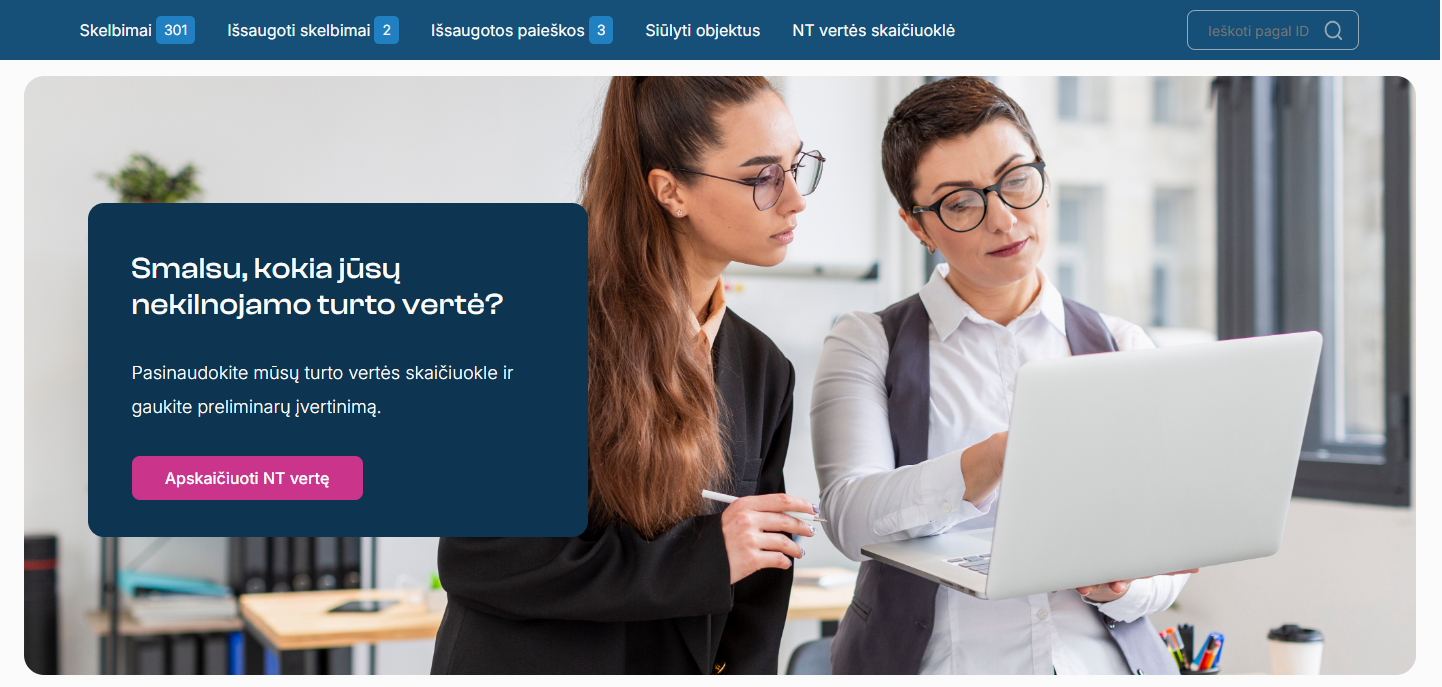 Skelbimai 301 Išsaugoti skelbimai 2 Išsaugotos paieškos 3 Siūlyti objektus NT vertės skaičiuoklė Ieškoti pagal ID
Smalsu, kokia jūsų
nekilnojamo turto vertė?
Pasinaudokite mūsų turto vertės skaičiuokle ir
gaukite preliminarų įvertinimą.
Apskaičiuoti NT vertę